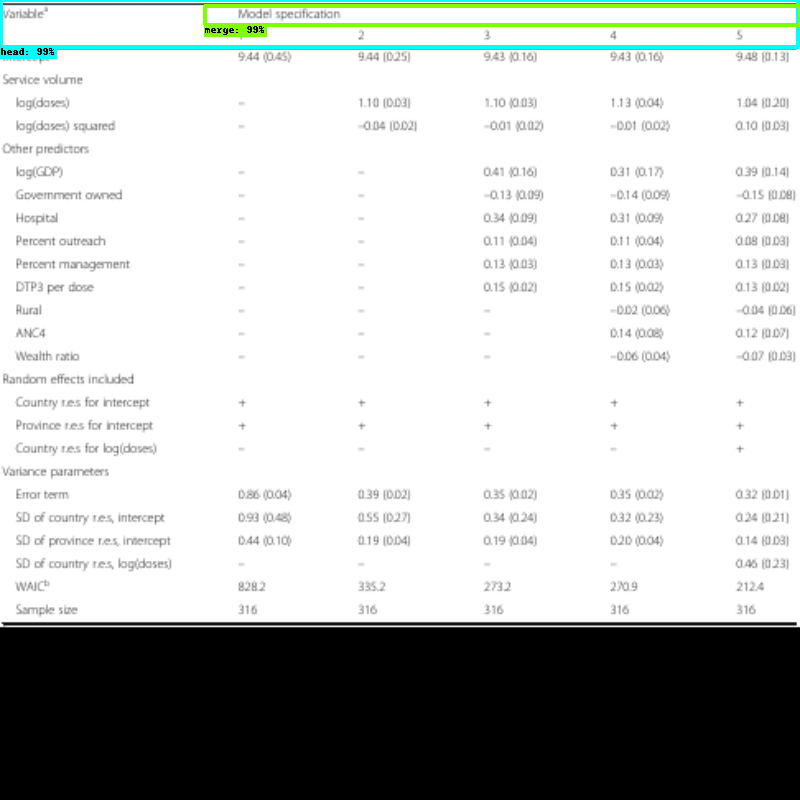 Variableᵃ Model specification
merge: 99%
2 3 4 5
head: 99%
9.44 (0.45) 9.44 (0.25) 9.43 (0.16) 9.43 (0.16) 9.48 (0.13)
Service volume
log(doses) – 1.10 (0.03) 1.10 (0.03) 1.13 (0.04) 1.04 (0.20)
log(doses) squared – –0.04 (0.02) –0.01 (0.02) –0.01 (0.02) 0.10 (0.03)
Other predictors
log(GDP) – – 0.41 (0.16) 0.31 (0.17) 0.39 (0.14)
Government owned – – –0.13 (0.09) –0.14 (0.09) –0.15 (0.08)
Hospital – – 0.34 (0.09) 0.31 (0.09) 0.27 (0.08)
Percent outreach – – 0.11 (0.04) 0.11 (0.04) 0.08 (0.03)
Percent management – – 0.13 (0.03) 0.13 (0.03) 0.13 (0.03)
DTP3 per dose – – 0.15 (0.02) 0.15 (0.02) 0.13 (0.02)
Rural – – – –0.02 (0.06) –0.04 (0.06)
ANC4 – – – 0.14 (0.08) 0.12 (0.07)
Wealth ratio – – – –0.06 (0.04) –0.07 (0.03)
Random effects included
Country r.e.s for intercept + + + + +
Province r.e.s for intercept + + + + +
Country r.e.s for log(doses) – – – – +
Variance parameters
Error term 0.86 (0.04) 0.39 (0.02) 0.35 (0.02) 0.35 (0.02) 0.32 (0.01)
SD of country r.e.s, intercept 0.93 (0.48) 0.55 (0.27) 0.34 (0.24) 0.32 (0.23) 0.24 (0.21)
SD of province r.e.s, intercept 0.44 (0.10) 0.19 (0.04) 0.19 (0.04) 0.20 (0.04) 0.14 (0.03)
SD of country r.e.s, log(doses) – – – – 0.46 (0.23)
WAICᵇ 828.2 335.2 273.2 270.9 212.4
Sample size 316 316 316 316 316